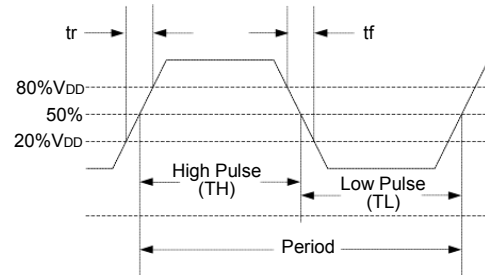 tr
tf
80%VDD
50%
20%VDD
High Pulse
(TH)
Low Pulse
(TL)
Period